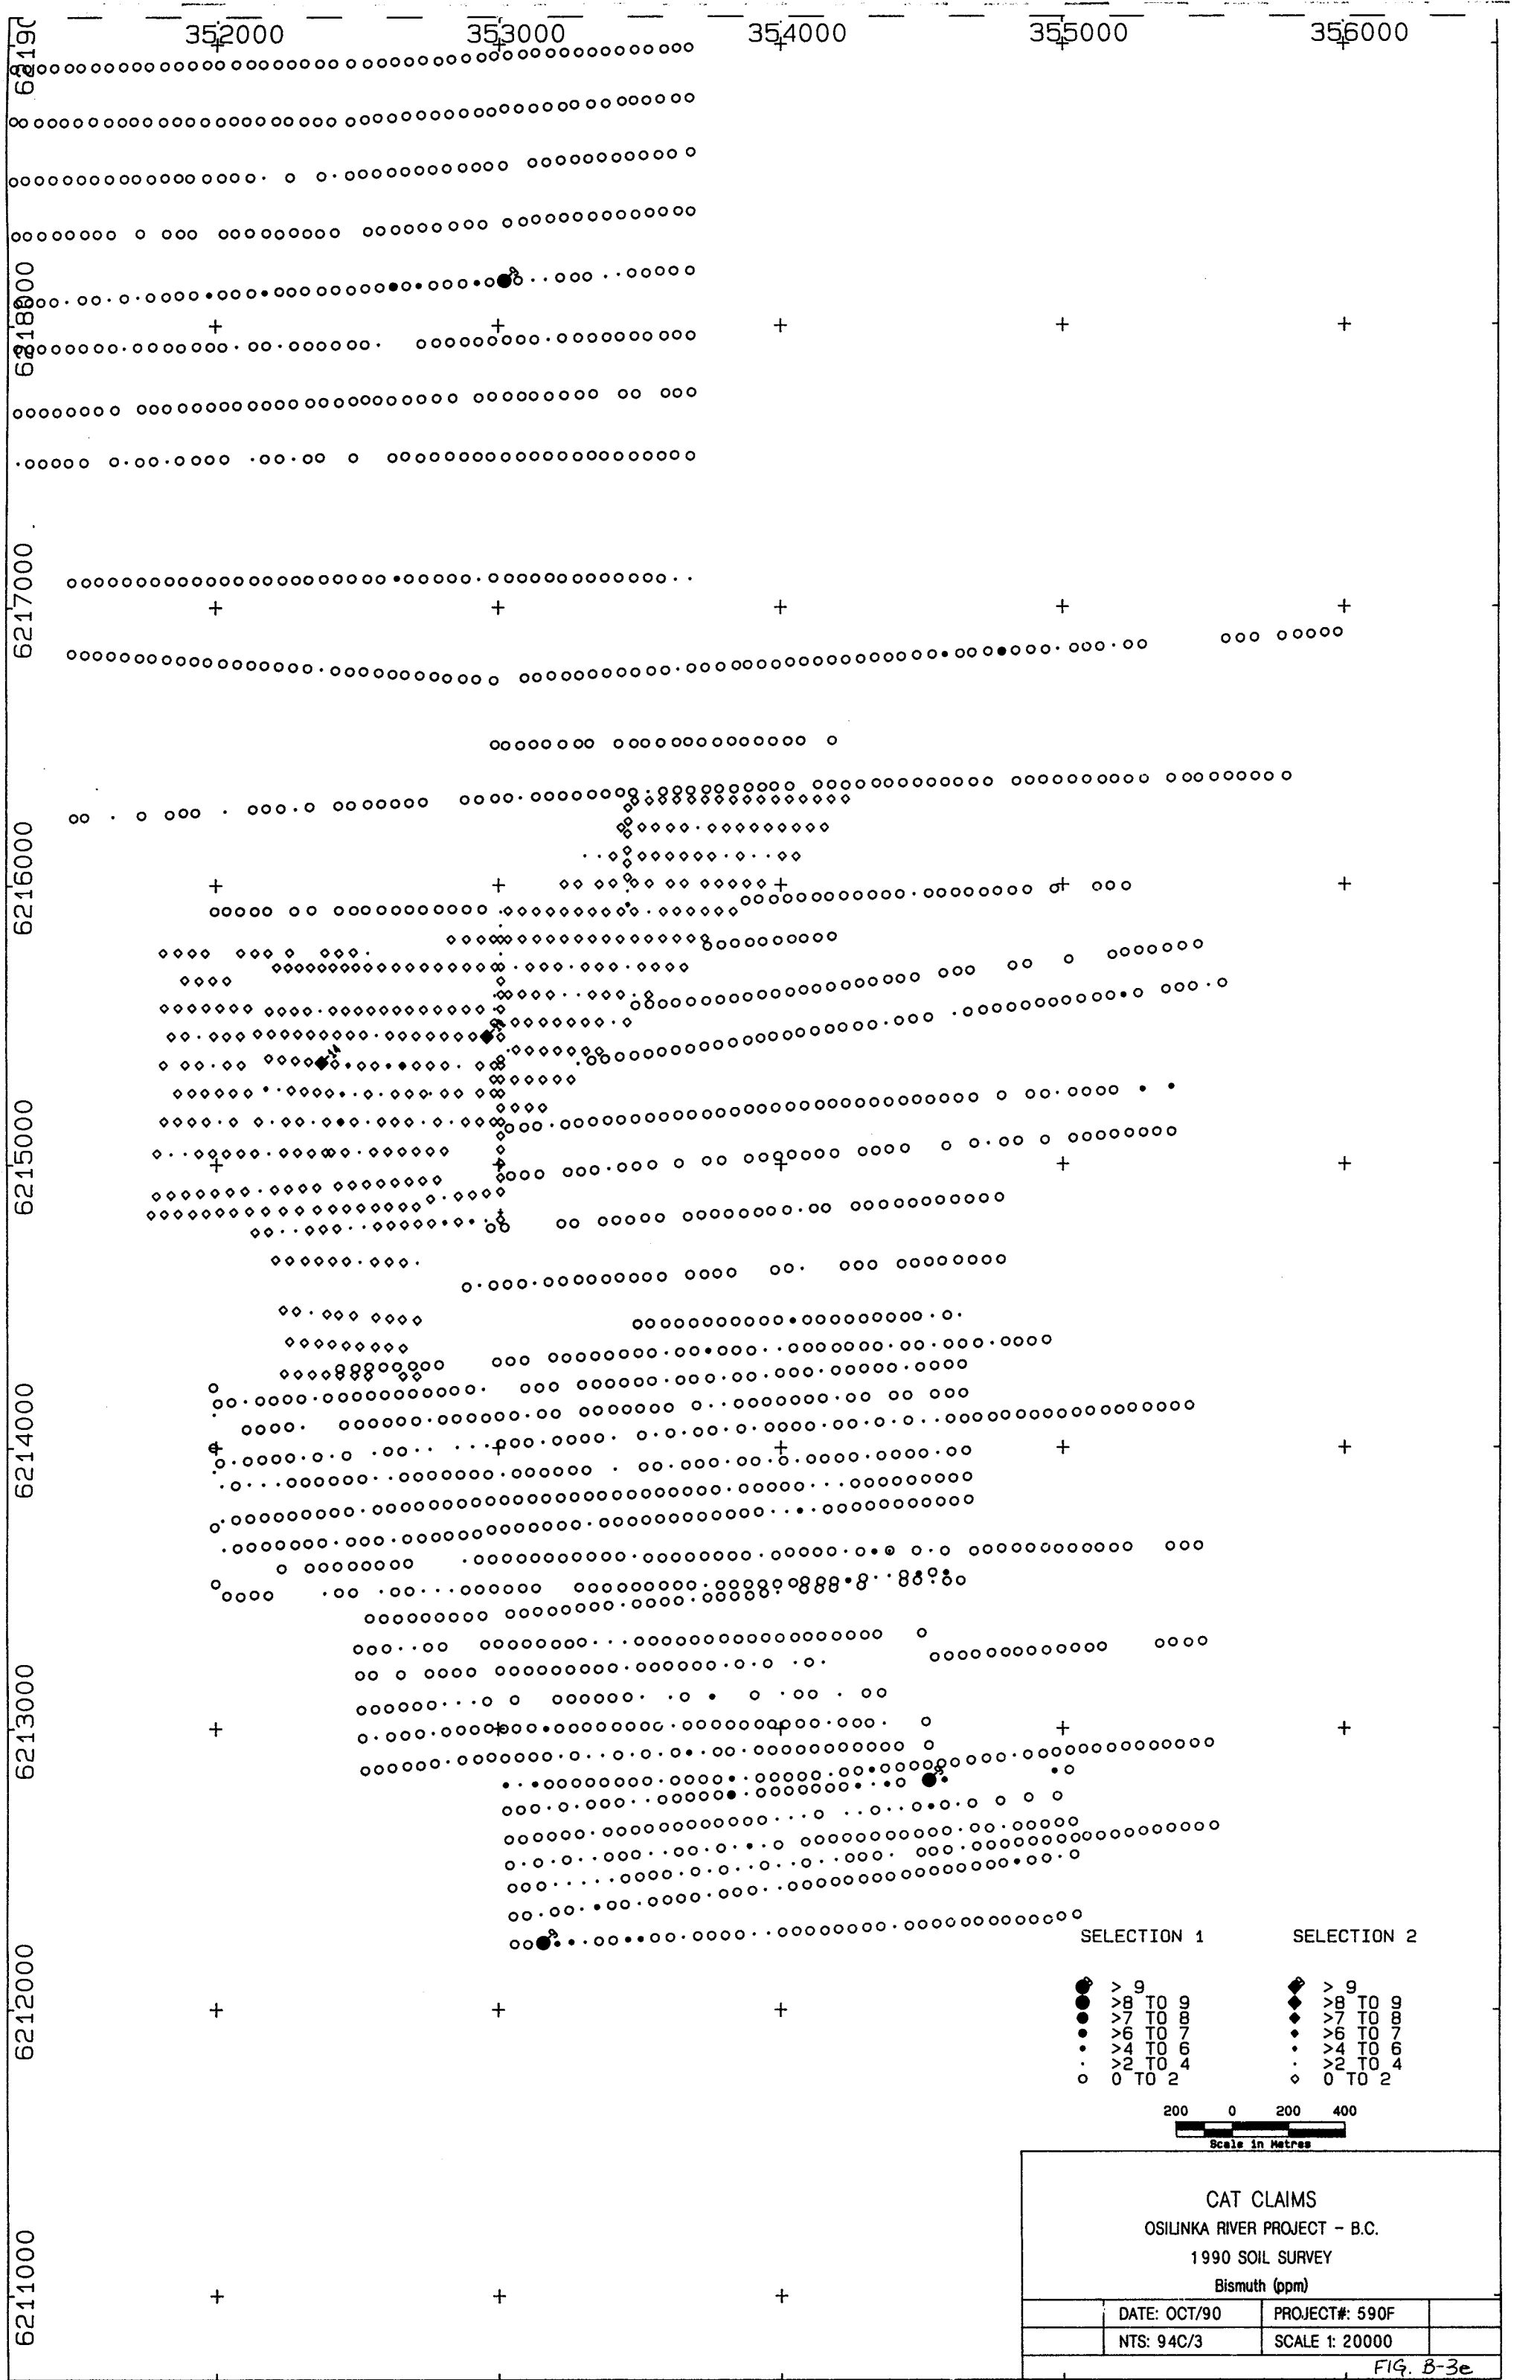 352000 353000 354000 355000 356000
6218000
6217000
6216000
6215000
6214000
6213000
6212000
6211000
SELECTION 1
> 9
>8 TO 9
>7 TO 8
>6 TO 7
>4 TO 6
>2 TO 4
0 TO 2
SELECTION 2
> 9
>8 TO 9
>7 TO 8
>6 TO 7
>4 TO 6
>2 TO 4
0 TO 2
200 0 200 400
Scale in Metres
CAT CLAIMS
OSILINKA RIVER PROJECT - B.C.
1990 SOIL SURVEY
Bismuth (ppm)
DATE: OCT/90 PROJECT#: 590F
NTS: 94C/3 SCALE 1: 20000
FIG. B-3e